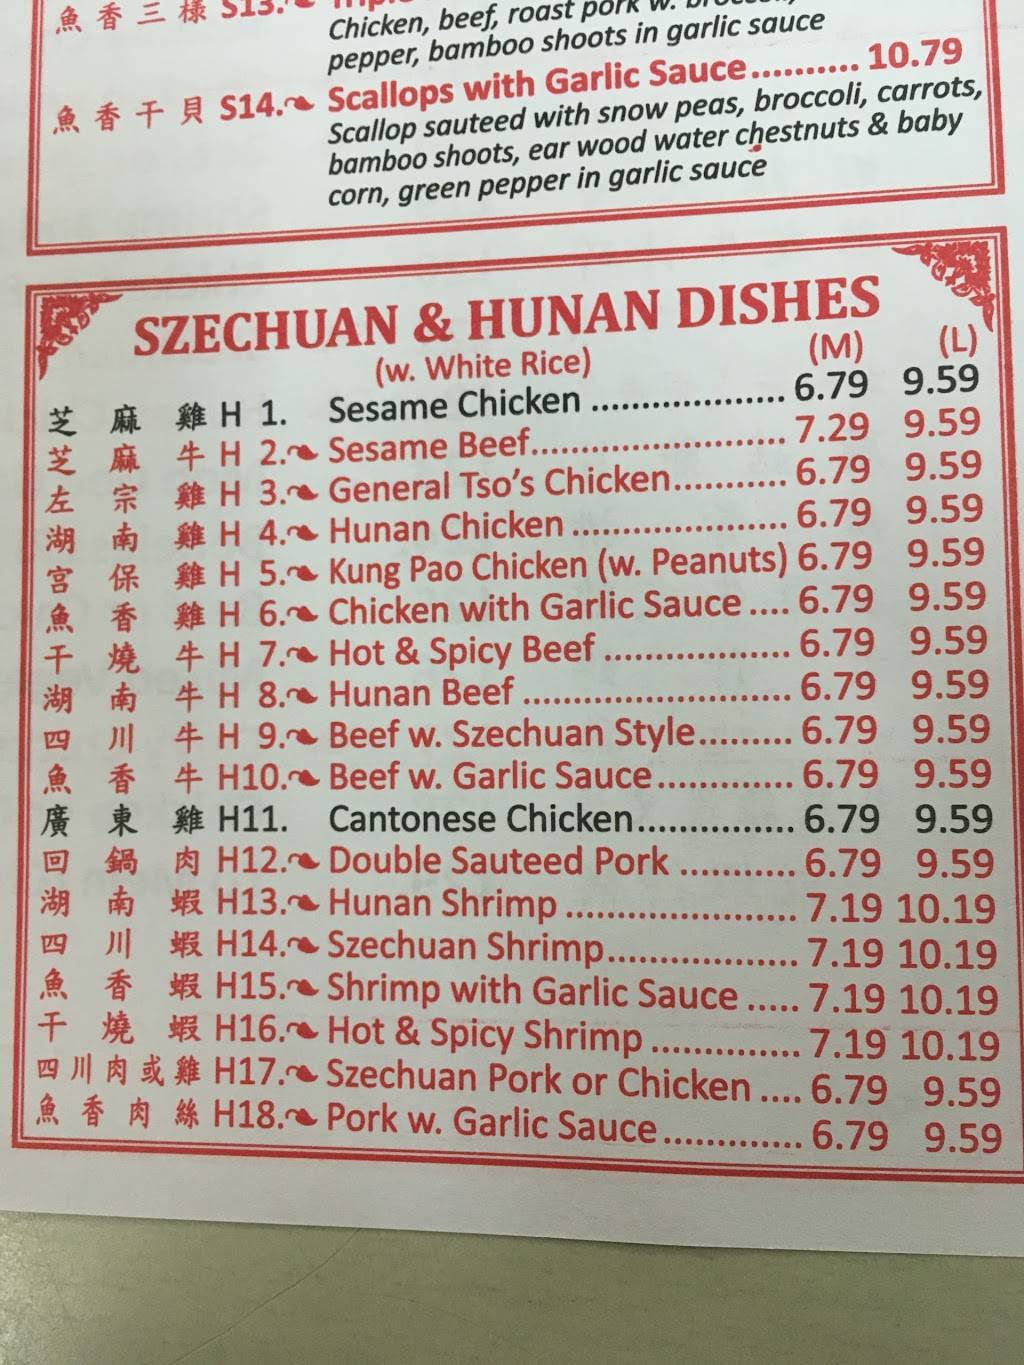 魚香三樣 S13.
Chicken, beef, roast pork w.
pepper, bamboo shoots in garlic sauce
魚香干貝 S14. Scallops with Garlic Sauce.......... 10.79
Scallop sauteed with snow peas, broccoli, carrots,
bamboo shoots, ear wood water chestnuts & baby
corn, green pepper in garlic sauce
SZECHUAN & HUNAN DISHES
(w. White Rice) (M) (L)
芝麻雞 H 1. Sesame Chicken ................... 6.79 9.59
芝麻牛 H 2. Sesame Beef......................... 7.29 9.59
左宗雞 H 3. General Tso's Chicken........... 6.79 9.59
湖南雞 H 4. Hunan Chicken .................... 6.79 9.59
宮保雞 H 5. Kung Pao Chicken (w. Peanuts) 6.79 9.59
魚香雞 H 6. Chicken with Garlic Sauce .... 6.79 9.59
干燒牛 H 7. Hot & Spicy Beef .................. 6.79 9.59
湖南牛 H 8. Hunan Beef .......................... 6.79 9.59
四川牛 H 9. Beef w. Szechuan Style......... 6.79 9.59
魚香牛 H10. Beef w. Garlic Sauce............. 6.79 9.59
廣東雞 H11. Cantonese Chicken............... 6.79 9.59
回鍋肉 H12. Double Sauteed Pork ........... 6.79 9.59
湖南蝦 H13. Hunan Shrimp ...................... 7.19 10.19
四川蝦 H14. Szechuan Shrimp.................. 7.19 10.19
魚香蝦 H15. Shrimp with Garlic Sauce ..... 7.19 10.19
干燒蝦 H16. Hot & Spicy Shrimp .............. 7.19 10.19
四川肉或雞 H17. Szechuan Pork or Chicken .... 6.79 9.59
魚香肉絲 H18. Pork w. Garlic Sauce............. 6.79 9.59